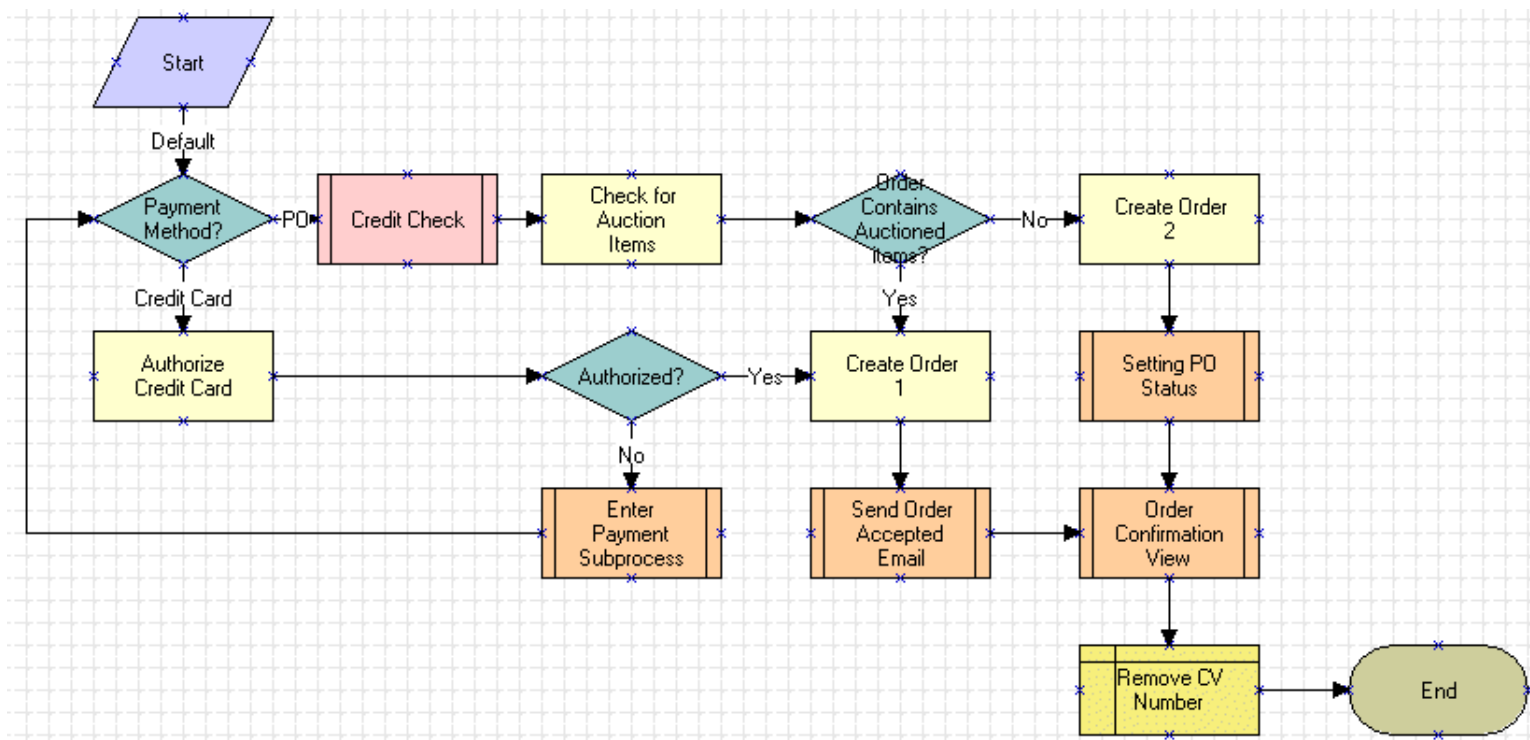 Start
Default
Payment
Method?
PO
Credit Check
Check for
Auction
Items
Order
Contains
Auctioned
items?
No
Create Order
2
Credit Card
Yes
Authorize
Credit Card
Authorized?
Yes
Create Order
1
Setting PO
Status
No
Enter
Payment
Subprocess
Send Order
Accepted
Email
Order
Confirmation
View
Remove CV
Number
End